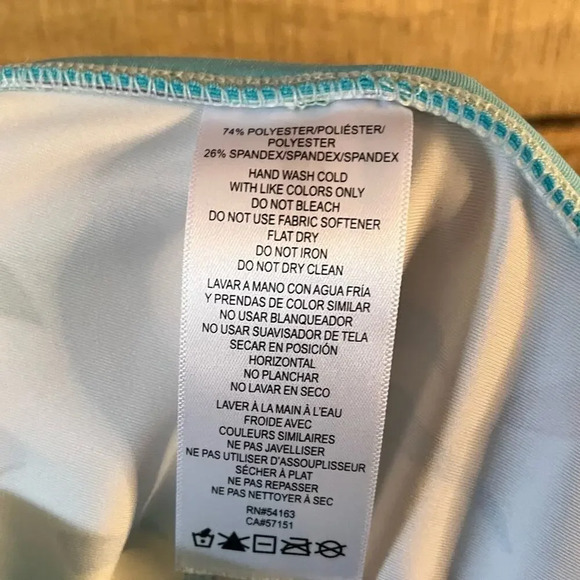 74% POLYESTER/POLIÉSTER/
POLYESTER
26% SPANDEX/SPANDEX/SPANDEX
HAND WASH COLD
WITH LIKE COLORS ONLY
DO NOT BLEACH
DO NOT USE FABRIC SOFTENER
FLAT DRY
DO NOT IRON
DO NOT DRY CLEAN
LAVAR A MANO CON AGUA FRÍA
Y PRENDAS DE COLOR SIMILAR
NO USAR BLANQUEADOR
NO USAR SUAVISADOR DE TELA
SECAR EN POSICIÓN
HORIZONTAL
NO PLANCHAR
NO LAVAR EN SECO
LAVER À LA MAIN À L'EAU
FROIDE AVEC
COULEURS SIMILAIRES
NE PAS JAVELLISER
NE PAS UTILISER D'ASSOUPLISSEUR
SÉCHER À PLAT
NE PAS REPASSER
NE PAS NETTOYER À SEC
RN#54163
CA#57151